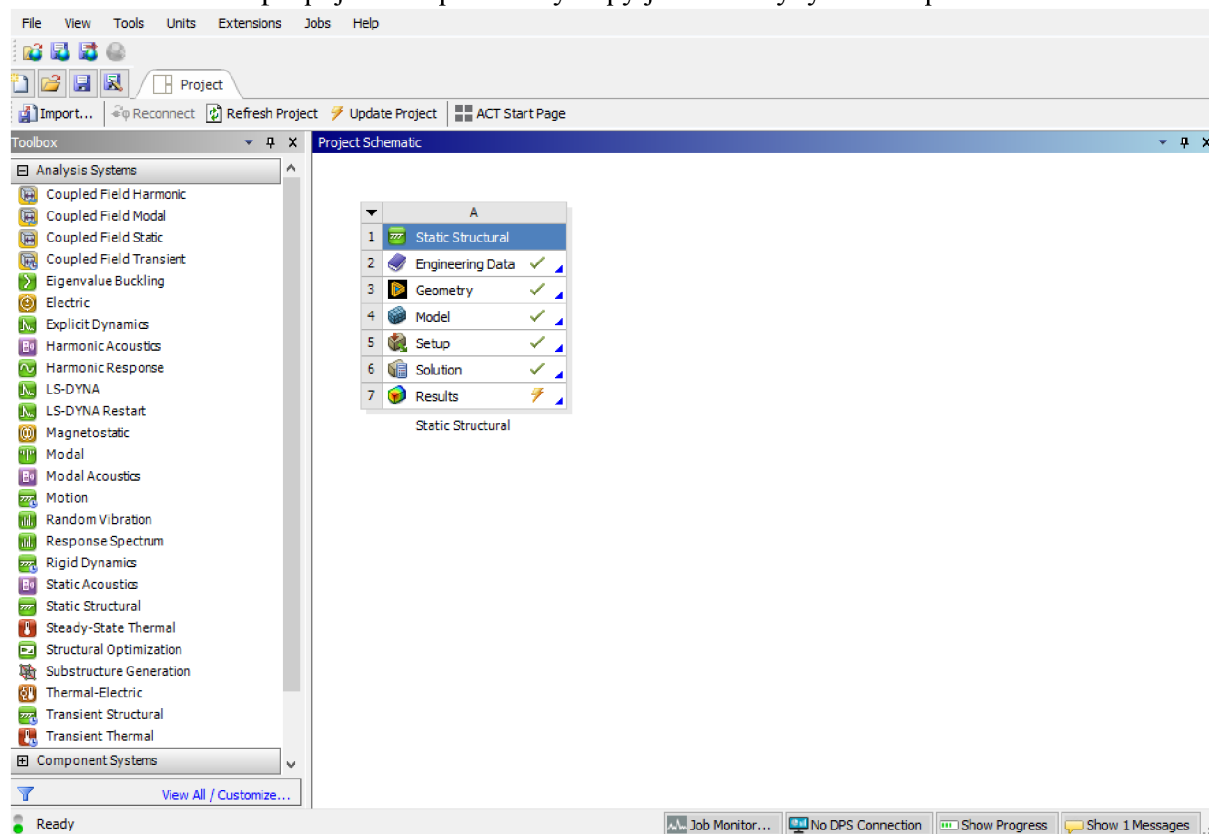 File View Tools Units Extensions Jobs Help
Project
Import... Reconnect Refresh Project Update Project ACT Start Page
Toolbox
Project Schematic
Analysis Systems
Coupled Field Harmonic
Coupled Field Modal
Coupled Field Static
Coupled Field Transient
Eigenvalue Buckling
Electric
Explicit Dynamics
Harmonic Acoustics
Harmonic Response
LS-DYNA
LS-DYNA Restart
Magnetostatic
Modal
Modal Acoustics
Motion
Random Vibration
Response Spectrum
Rigid Dynamics
Static Acoustics
Static Structural
Steady-State Thermal
Structural Optimization
Substructure Generation
Thermal-Electric
Transient Structural
Transient Thermal
Component Systems
View All / Customize...
A
1 Static Structural
2 Engineering Data
3 Geometry
4 Model
5 Setup
6 Solution
7 Results
Static Structural
Ready
Job Monitor... No DPS Connection Show Progress Show 1 Messages